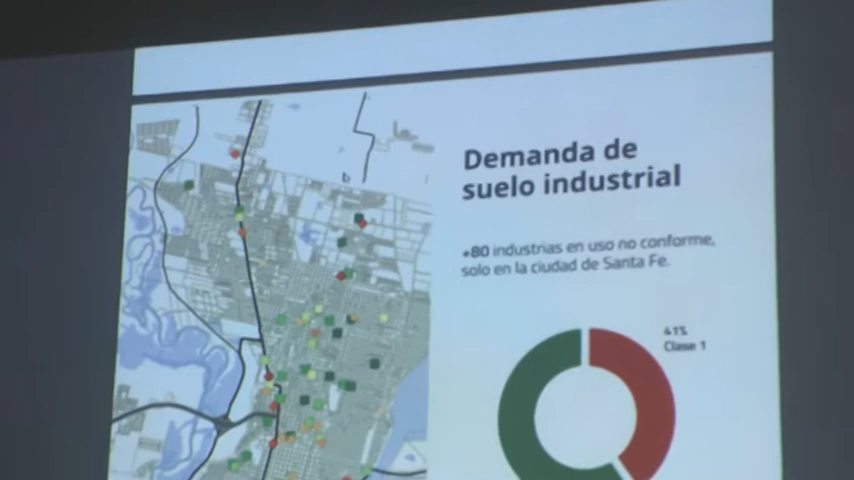 Demanda de
suelo industrial
+80 industrias en uso no conforme,
solo en la ciudad de Santa Fe.
41%
Clase 1